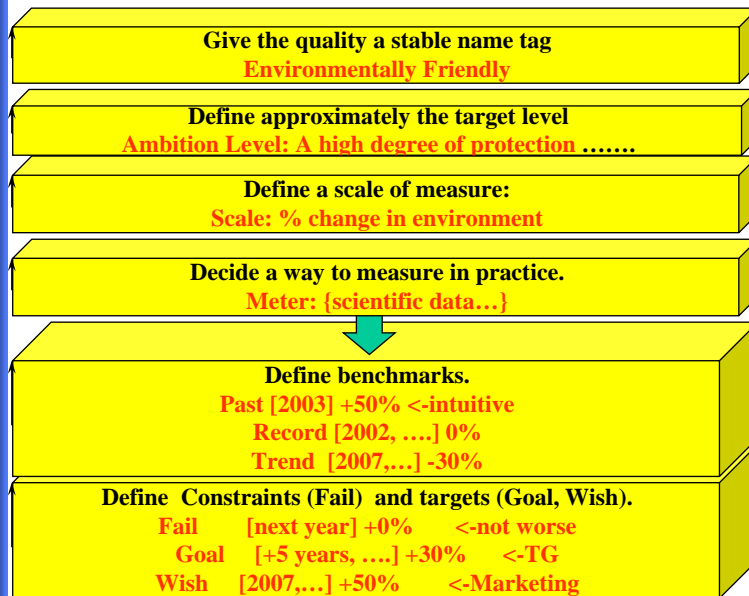 Give the quality a stable name tag
Environmentally Friendly
Define approximately the target level
Ambition Level: A high degree of protection …….
Define a scale of measure:
Scale: % change in environment
Decide a way to measure in practice.
Meter: {scientific data…}
Define benchmarks.
Past [2003] +50% <-intuitive
Record [2002, ….] 0%
Trend [2007,…] -30%
Define Constraints (Fail) and targets (Goal, Wish).
Fail [next year] +0% <-not worse
Goal [+5 years, ….] +30% <-TG
Wish [2007,…] +50% <-Marketing